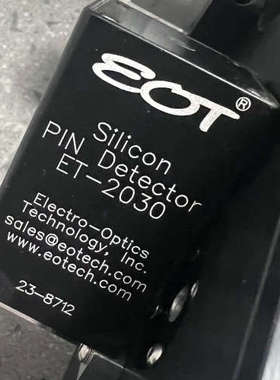 EOT®
Silicon
PIN Detector
ET-2030
Electro-Optics
Technology, Inc.
sales@eotech.com
www.eotech.com
23-8712